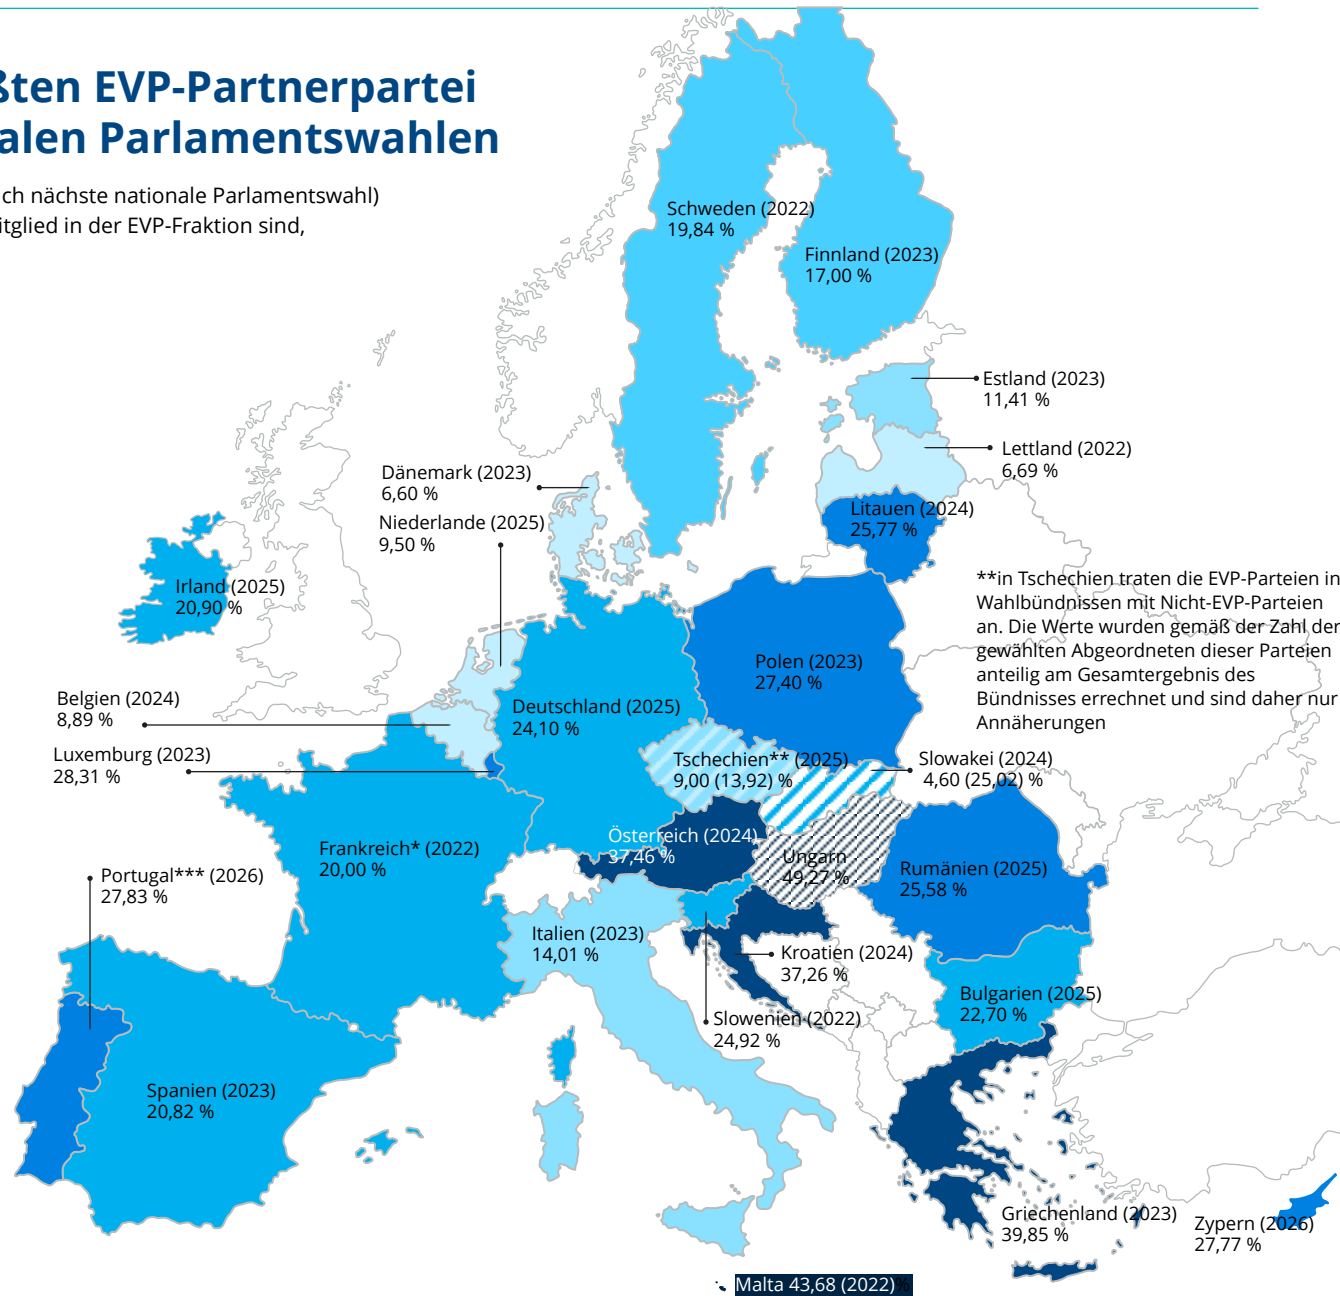 ßten EVP-Partnerpartei
alen Parlamentswahlen
ch nächste nationale Parlamentswahl)
itglied in der EVP-Fraktion sind,
Schweden (2022)
19,84 %
Finnland (2023)
17,00 %
Estland (2023)
11,41 %
Lettland (2022)
6,69 %
Dänemark (2023)
6,60 %
Niederlande (2025)
9,50 %
Litauen (2024)
25,77 %
Irland (2025)
20,90 %
**in Tschechien traten die EVP-Parteien in
Wahlbündnissen mit Nicht-EVP-Parteien
an. Die Werte wurden gemäß der Zahl der
gewählten Abgeordneten dieser Parteien
anteilig am Gesamtergebnis des
Bündnisses errechnet und sind daher nur
Annäherungen
Polen (2023)
27,40 %
Belgien (2024)
8,89 %
Deutschland (2025)
24,10 %
Luxemburg (2023)
28,31 %
Tschechien** (2025)
9,00 (13,92) %
Slowakei (2024)
4,60 (25,02) %
Österreich (2024)
37,46 %
Frankreich* (2022)
20,00 %
Ungarn
49,27 %
Rumänien (2025)
25,58 %
Portugal*** (2026)
27,83 %
Italien (2023)
14,01 %
Kroatien (2024)
37,26 %
Bulgarien (2025)
22,70 %
Slowenien (2022)
24,92 %
Spanien (2023)
20,82 %
Griechenland (2023)
39,85 %
Zypern (2026)
27,77 %
Malta 43,68 (2022)%